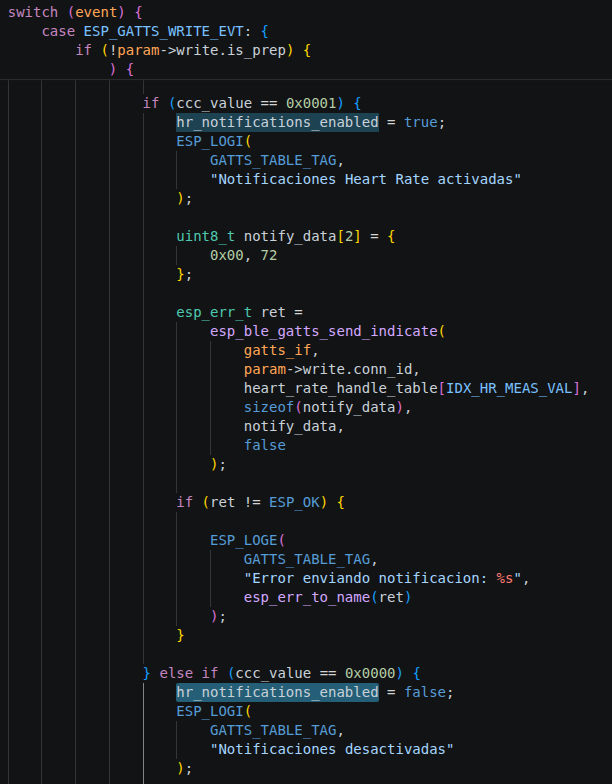 switch (event) {
    case ESP_GATTS_WRITE_EVT: {
        if (!param->write.is_prep) {
            ) {
                if (ccc_value == 0x0001) {
                    hr_notifications_enabled = true;
                    ESP_LOGI(
                        GATTS_TABLE_TAG,
                        "Notificaciones Heart Rate activadas"
                    );

                    uint8_t notify_data[2] = {
                        0x00, 72
                    };

                    esp_err_t ret =
                        esp_ble_gatts_send_indicate(
                            gatts_if,
                            param->write.conn_id,
                            heart_rate_handle_table[IDX_HR_MEAS_VAL],
                            sizeof(notify_data),
                            notify_data,
                            false
                        );

                    if (ret != ESP_OK) {

                        ESP_LOGE(
                            GATTS_TABLE_TAG,
                            "Error enviando notificacion: %s",
                            esp_err_to_name(ret)
                        );
                    }

                } else if (ccc_value == 0x0000) {
                    hr_notifications_enabled = false;
                    ESP_LOGI(
                        GATTS_TABLE_TAG,
                        "Notificaciones desactivadas"
                    );